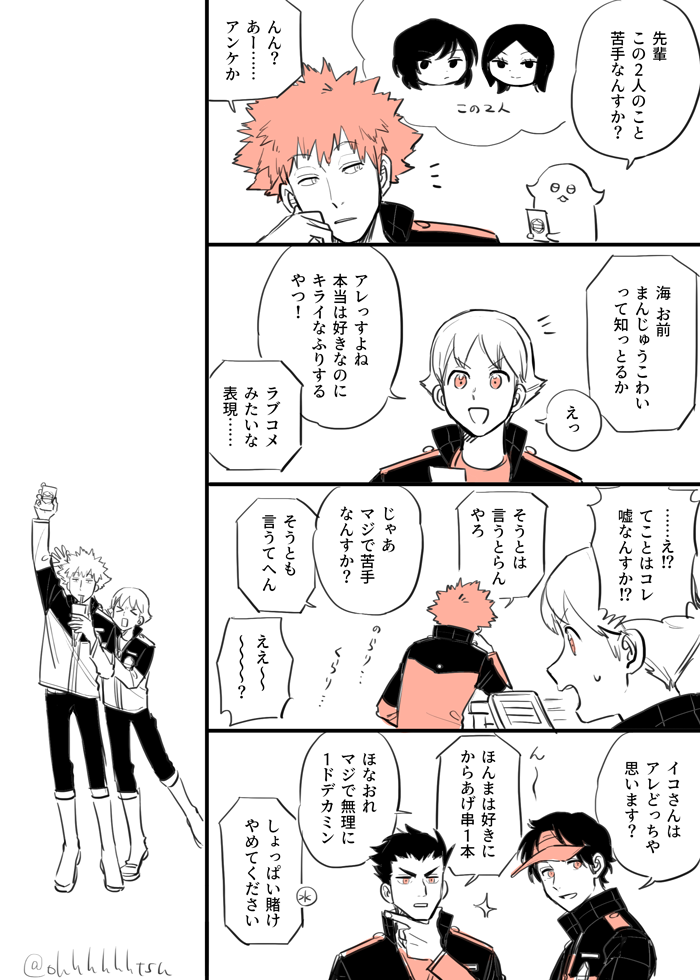 先輩
この2人のこと
苦手なんすか?
この2人
んん?
あー……
アンケか
海 お前
まんじゅうこわい
って知っとるか
えっ
アレっすよね
本当は好きなのに
キライなふりする
やつ!
ラブコメ
みたいな
表現……
……え!?
てことはコレ
嘘なんすか!?
そうとは
言うとらん
やろ
じゃあ
マジで苦手
なんすか?
そうとも
言うてへん
ええ〜
〜〜〜?
のらり…
くらり…
イコさんは
アレどっちや
思います?
ん〜
ほんまは好きに
からあげ串1本
ほなおれ
マジで無理に
1ドデカミン
しょっぱい賭け
やめてください
水
@ohhhhhhtsh